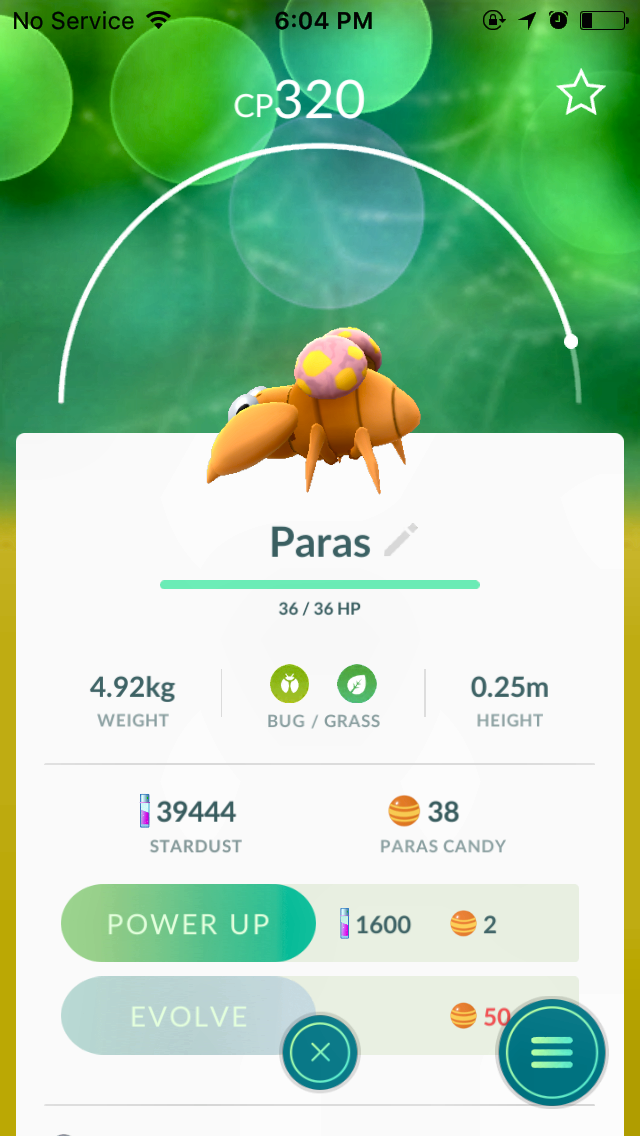 No Service 6:04 PM
CP320
Paras
36 / 36 HP
4.92kg 0.25m
WEIGHT BUG / GRASS HEIGHT
39444 38
STARDUST PARAS CANDY
POWER UP 1600 2
EVOLVE 50